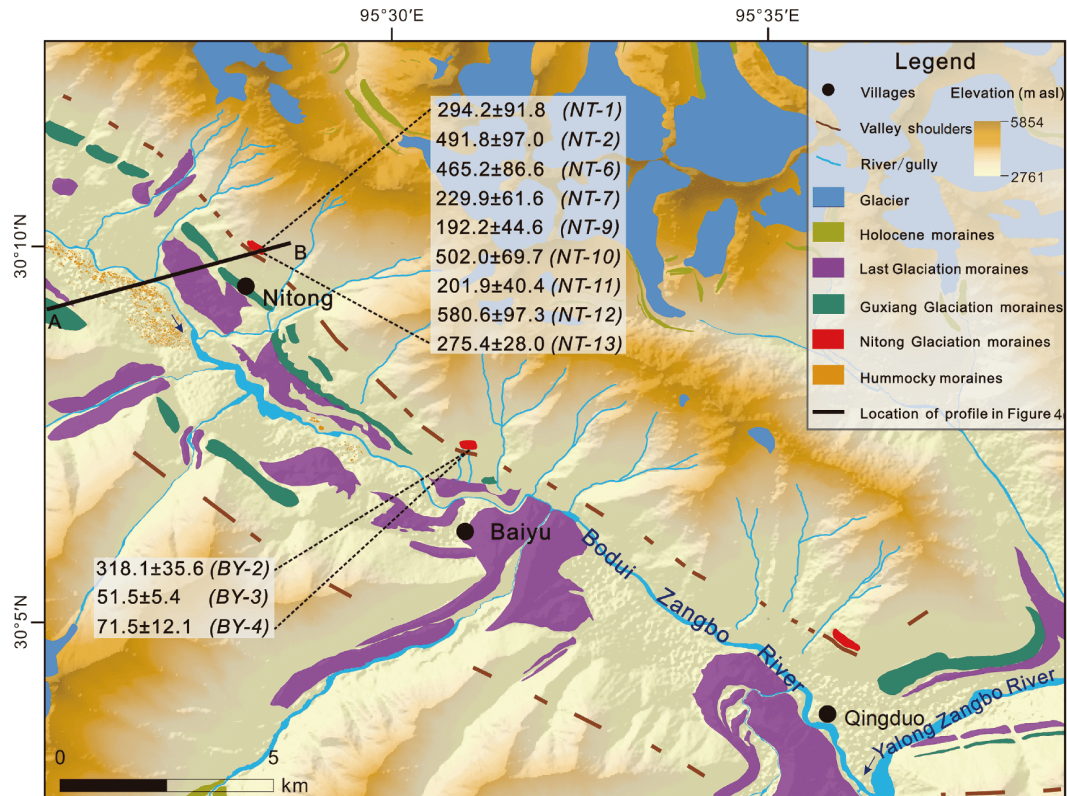 95°30′E
95°35′E
30°10′N
30°5′N
294.2±91.8 (NT-1)
491.8±97.0 (NT-2)
465.2±86.6 (NT-6)
229.9±61.6 (NT-7)
192.2±44.6 (NT-9)
502.0±69.7 (NT-10)
201.9±40.4 (NT-11)
580.6±97.3 (NT-12)
275.4±28.0 (NT-13)
Legend
Villages
Elevation (m asl)
Valley shoulders
5854
River/gully
2761
Glacier
Holocene moraines
Last Glaciation moraines
Guxiang Glaciation moraines
Nitong Glaciation moraines
Hummocky moraines
Location of profile in Figure 4
A
B
Nitong
Baiyu
318.1±35.6 (BY-2)
51.5±5.4 (BY-3)
71.5±12.1 (BY-4)
Bodui Zangbo River
Qingduo
Yalong Zangbo River
0
5
km